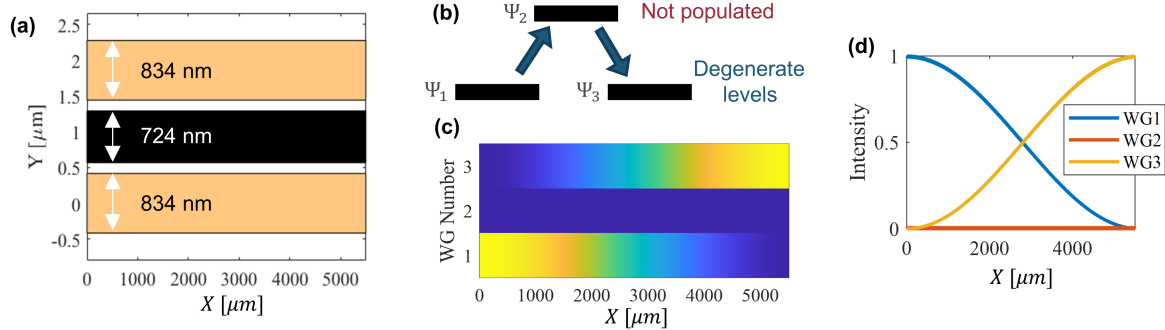 (a)
2.5
2
1.5
1
0.5
0
-0.5
Y [μm]
834 nm
724 nm
834 nm
0 1000 2000 3000 4000 5000
X [μm]
(b)
Ψ2 Not populated
Ψ1 Ψ3 Degenerate
levels
(c)
WG Number
3
2
1
0 1000 2000 3000 4000 5000
X [μm]
(d)
Intensity
1
0.5
0
WG1
WG2
WG3
0 2000 4000
X [μm]